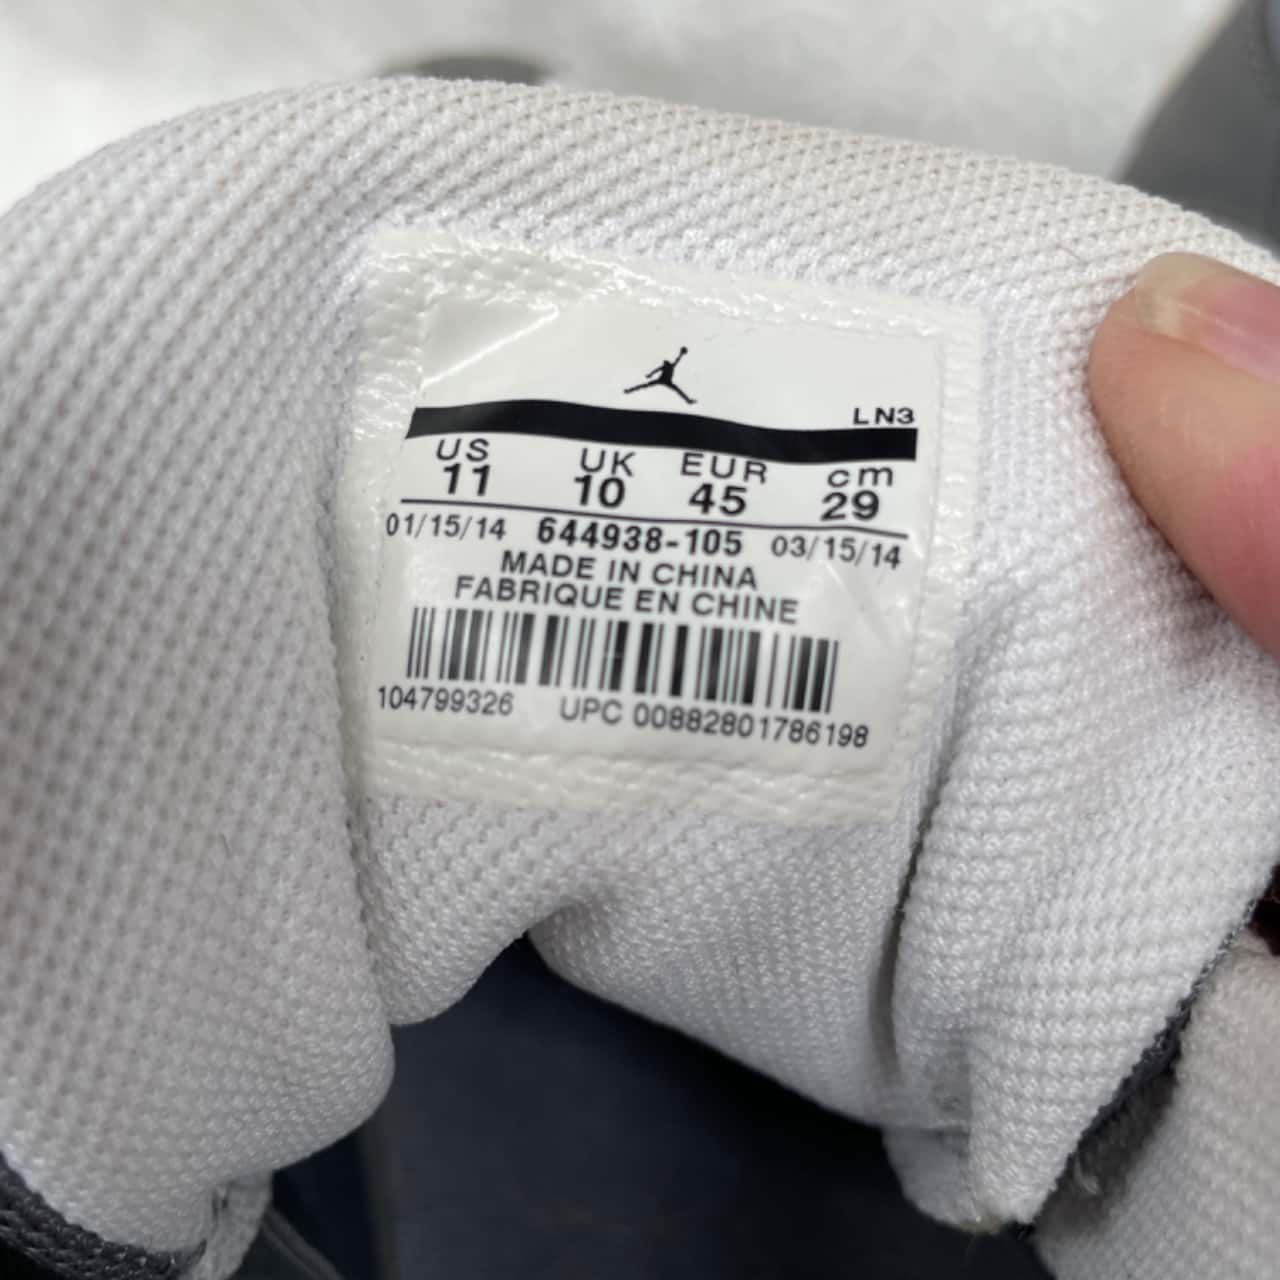 LN3
US UK EUR cm
11 10 45 29
01/15/14 644938-105 03/15/14
MADE IN CHINA
FABRIQUE EN CHINE
104799326 UPC 00882801786198